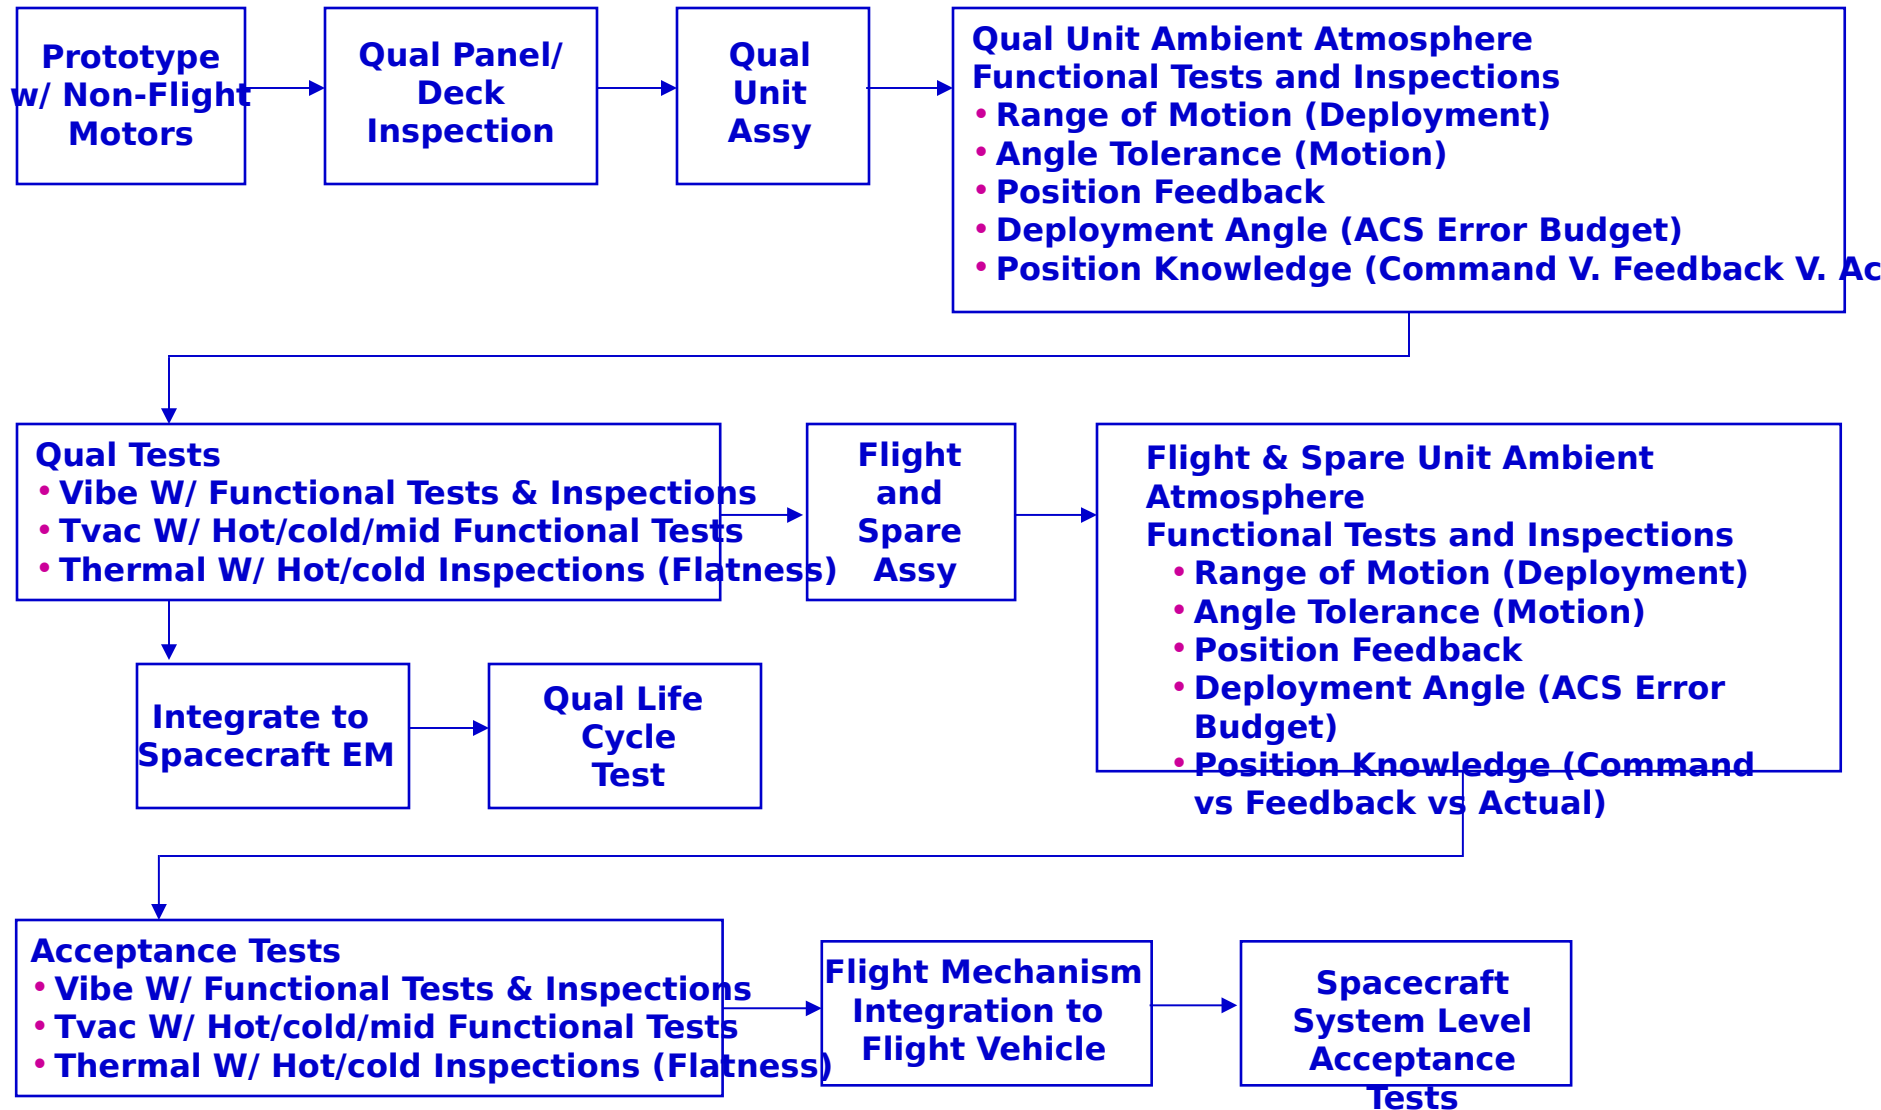 Prototype
w/ Non-Flight
Motors
Qual Panel/
Deck
Inspection
Qual
Unit
Assy
Qual Unit Ambient Atmosphere
Functional Tests and Inspections
• Range of Motion (Deployment)
• Angle Tolerance (Motion)
• Position Feedback
• Deployment Angle (ACS Error Budget)
• Position Knowledge (Command V. Feedback V. Ac
Qual Tests
• Vibe W/ Functional Tests & Inspections
• Tvac W/ Hot/cold/mid Functional Tests
• Thermal W/ Hot/cold Inspections (Flatness)
Flight
and
Spare
Assy
Flight & Spare Unit Ambient
Atmosphere
Functional Tests and Inspections
• Range of Motion (Deployment)
• Angle Tolerance (Motion)
• Position Feedback
• Deployment Angle (ACS Error
Budget)
• Position Knowledge (Command
vs Feedback vs Actual)
Integrate to
Spacecraft EM
Qual Life
Cycle
Test
Acceptance Tests
• Vibe W/ Functional Tests & Inspections
• Tvac W/ Hot/cold/mid Functional Tests
• Thermal W/ Hot/cold Inspections (Flatness)
Flight Mechanism
Integration to
Flight Vehicle
Spacecraft
System Level
Acceptance
Tests